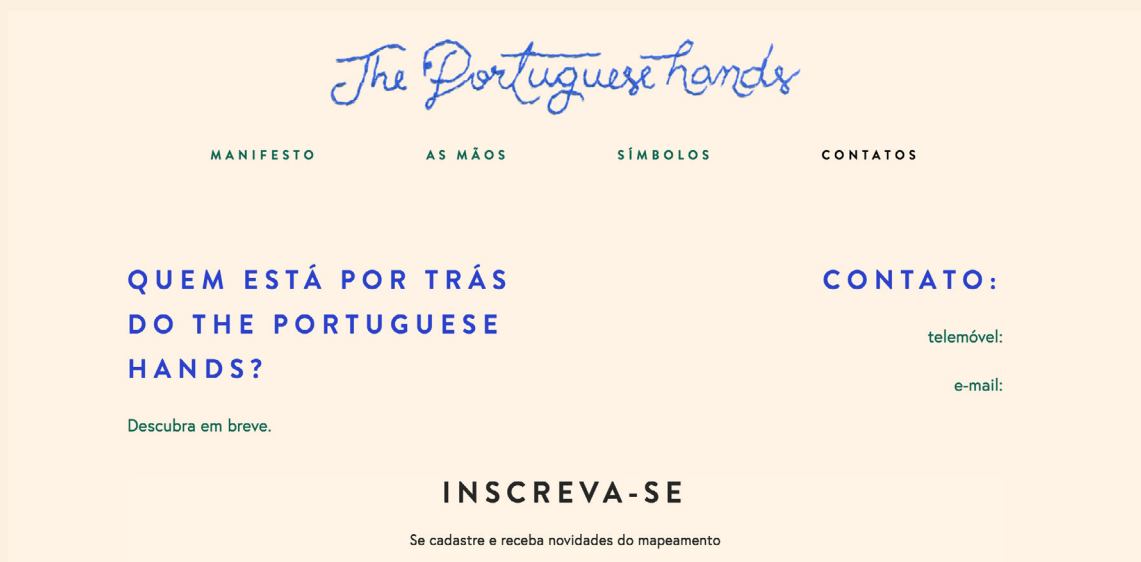 The Portuguese hands
MANIFESTO AS MÃOS SÍMBOLOS CONTATOS
QUEM ESTÁ POR TRÁS
DO THE PORTUGUESE
HANDS?
Descubra em breve.
CONTATO:
telemóvel:
e-mail:
INSCREVA-SE
Se cadastre e receba novidades do mapeamento